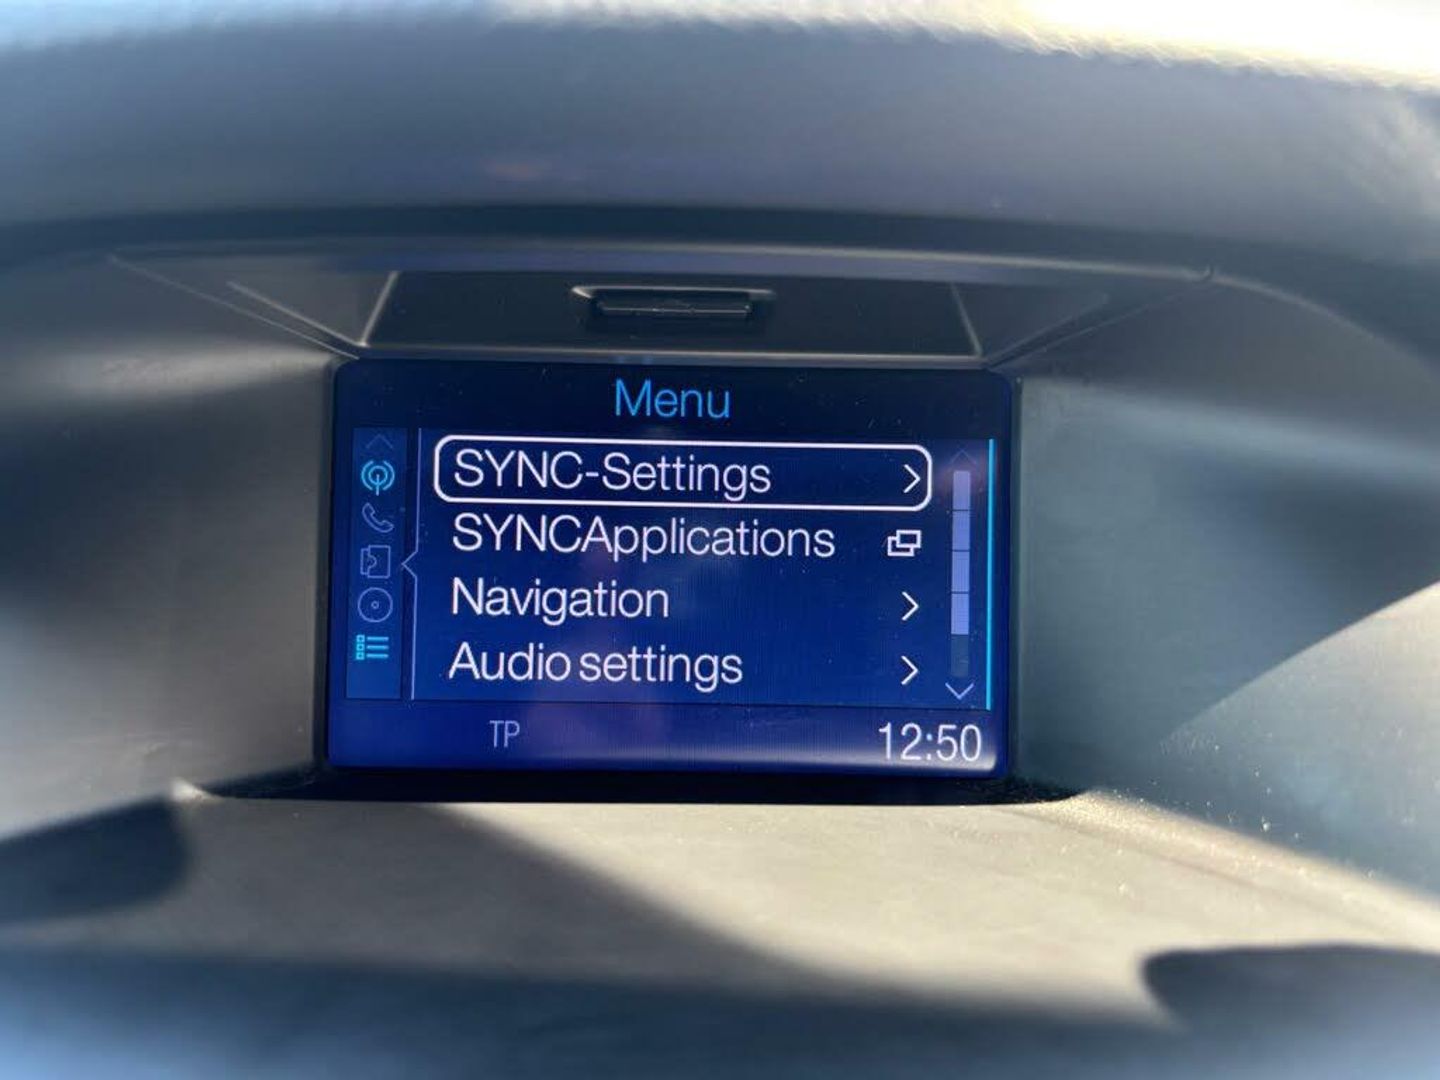 Menu
SYNC-Settings
SYNCApplications
Navigation
Audio settings
TP
12:50